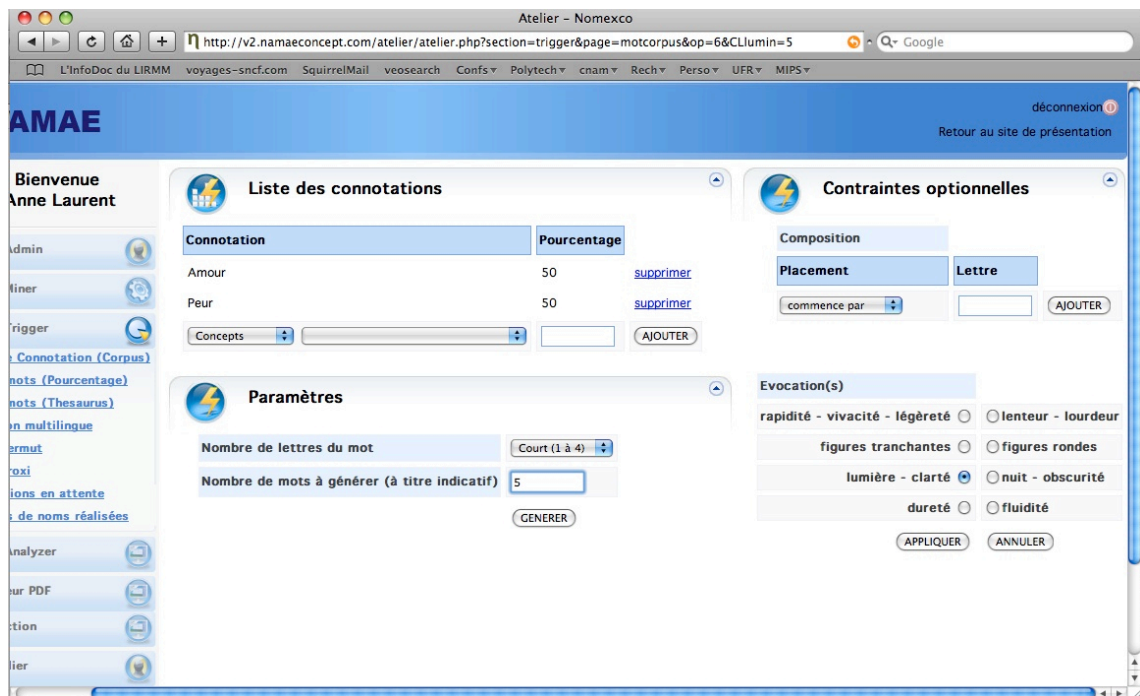 Atelier – Nomexco
http://v2.namaeconcept.com/atelier/atelier.php?section=trigger&page=motcorpus&op=6&CLlumin=5
Google
L'InfoDoc du LIRMM voyages-sncf.com SquirrelMail veosearch Confs Polytech cnam Rech Perso UFR MIPS
AMAE
déconnexion
Retour au site de présentation
Bienvenue
Anne Laurent
Admin
Miner
Trigger
Connotation (Corpus)
mots (Pourcentage)
mots (Thesaurus)
on multilingue
ermut
roxi
ions en attente
s de noms réalisées
Analyzer
eur PDF
ction
lier
Liste des connotations
Connotation Pourcentage
Amour 50 supprimer
Peur 50 supprimer
Concepts AJOUTER
Paramètres
Nombre de lettres du mot Court (1 à 4)
Nombre de mots à générer (à titre indicatif) 5
GENERER
Contraintes optionnelles
Composition
Placement Lettre
commence par AJOUTER
Evocation(s)
rapidité - vivacité - légèreté lenteur - lourdeur
figures tranchantes figures rondes
lumière - clarté nuit - obscurité
dureté fluidité
APPLIQUER ANNULER